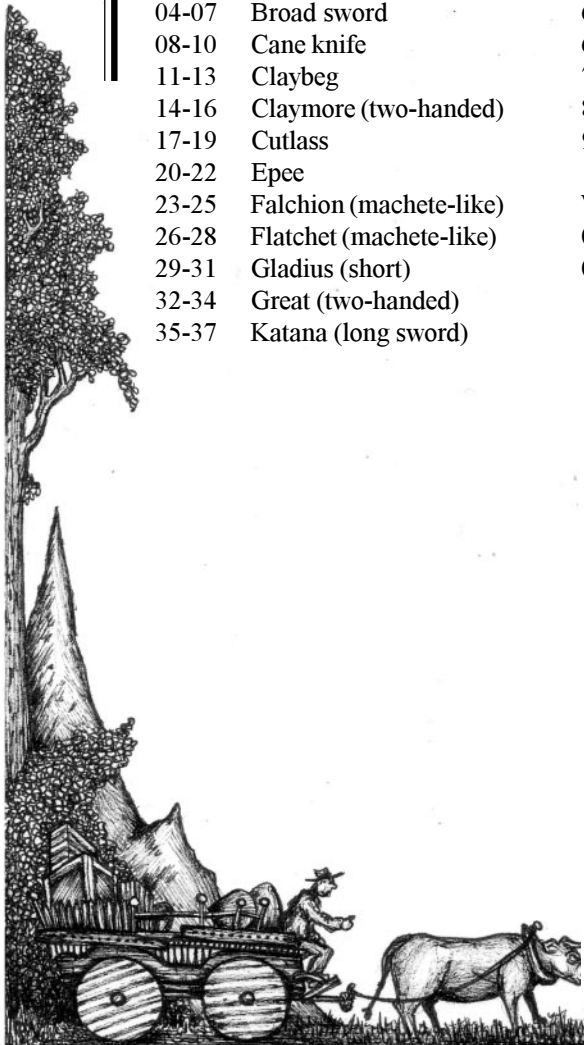 04-07 Broad sword
08-10 Cane knife
11-13 Claybeg
14-16 Claymore (two-handed)
17-19 Cutlass
20-22 Epee
23-25 Falchion (machete-like)
26-28 Flatchet (machete-like)
29-31 Gladius (short)
32-34 Great (two-handed)
35-37 Katana (long sword)